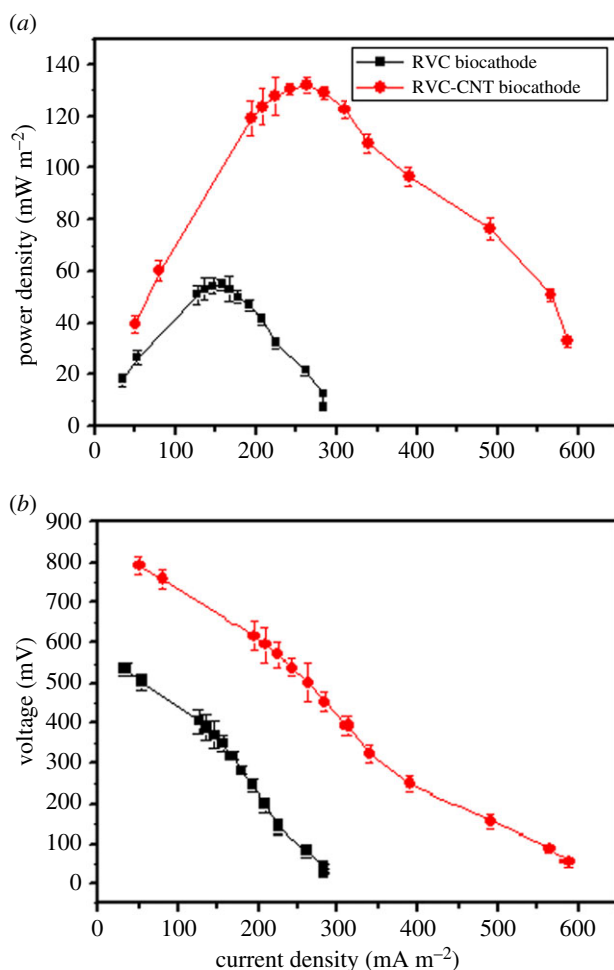 (a)
140
120
100
80
60
40
20
0
power density (mW m⁻²)
RVC biocathode
RVC-CNT biocathode
0 100 200 300 400 500 600
(b)
900
800
700
600
500
400
300
200
100
0
voltage (mV)
0 100 200 300 400 500 600
current density (mA m⁻²)